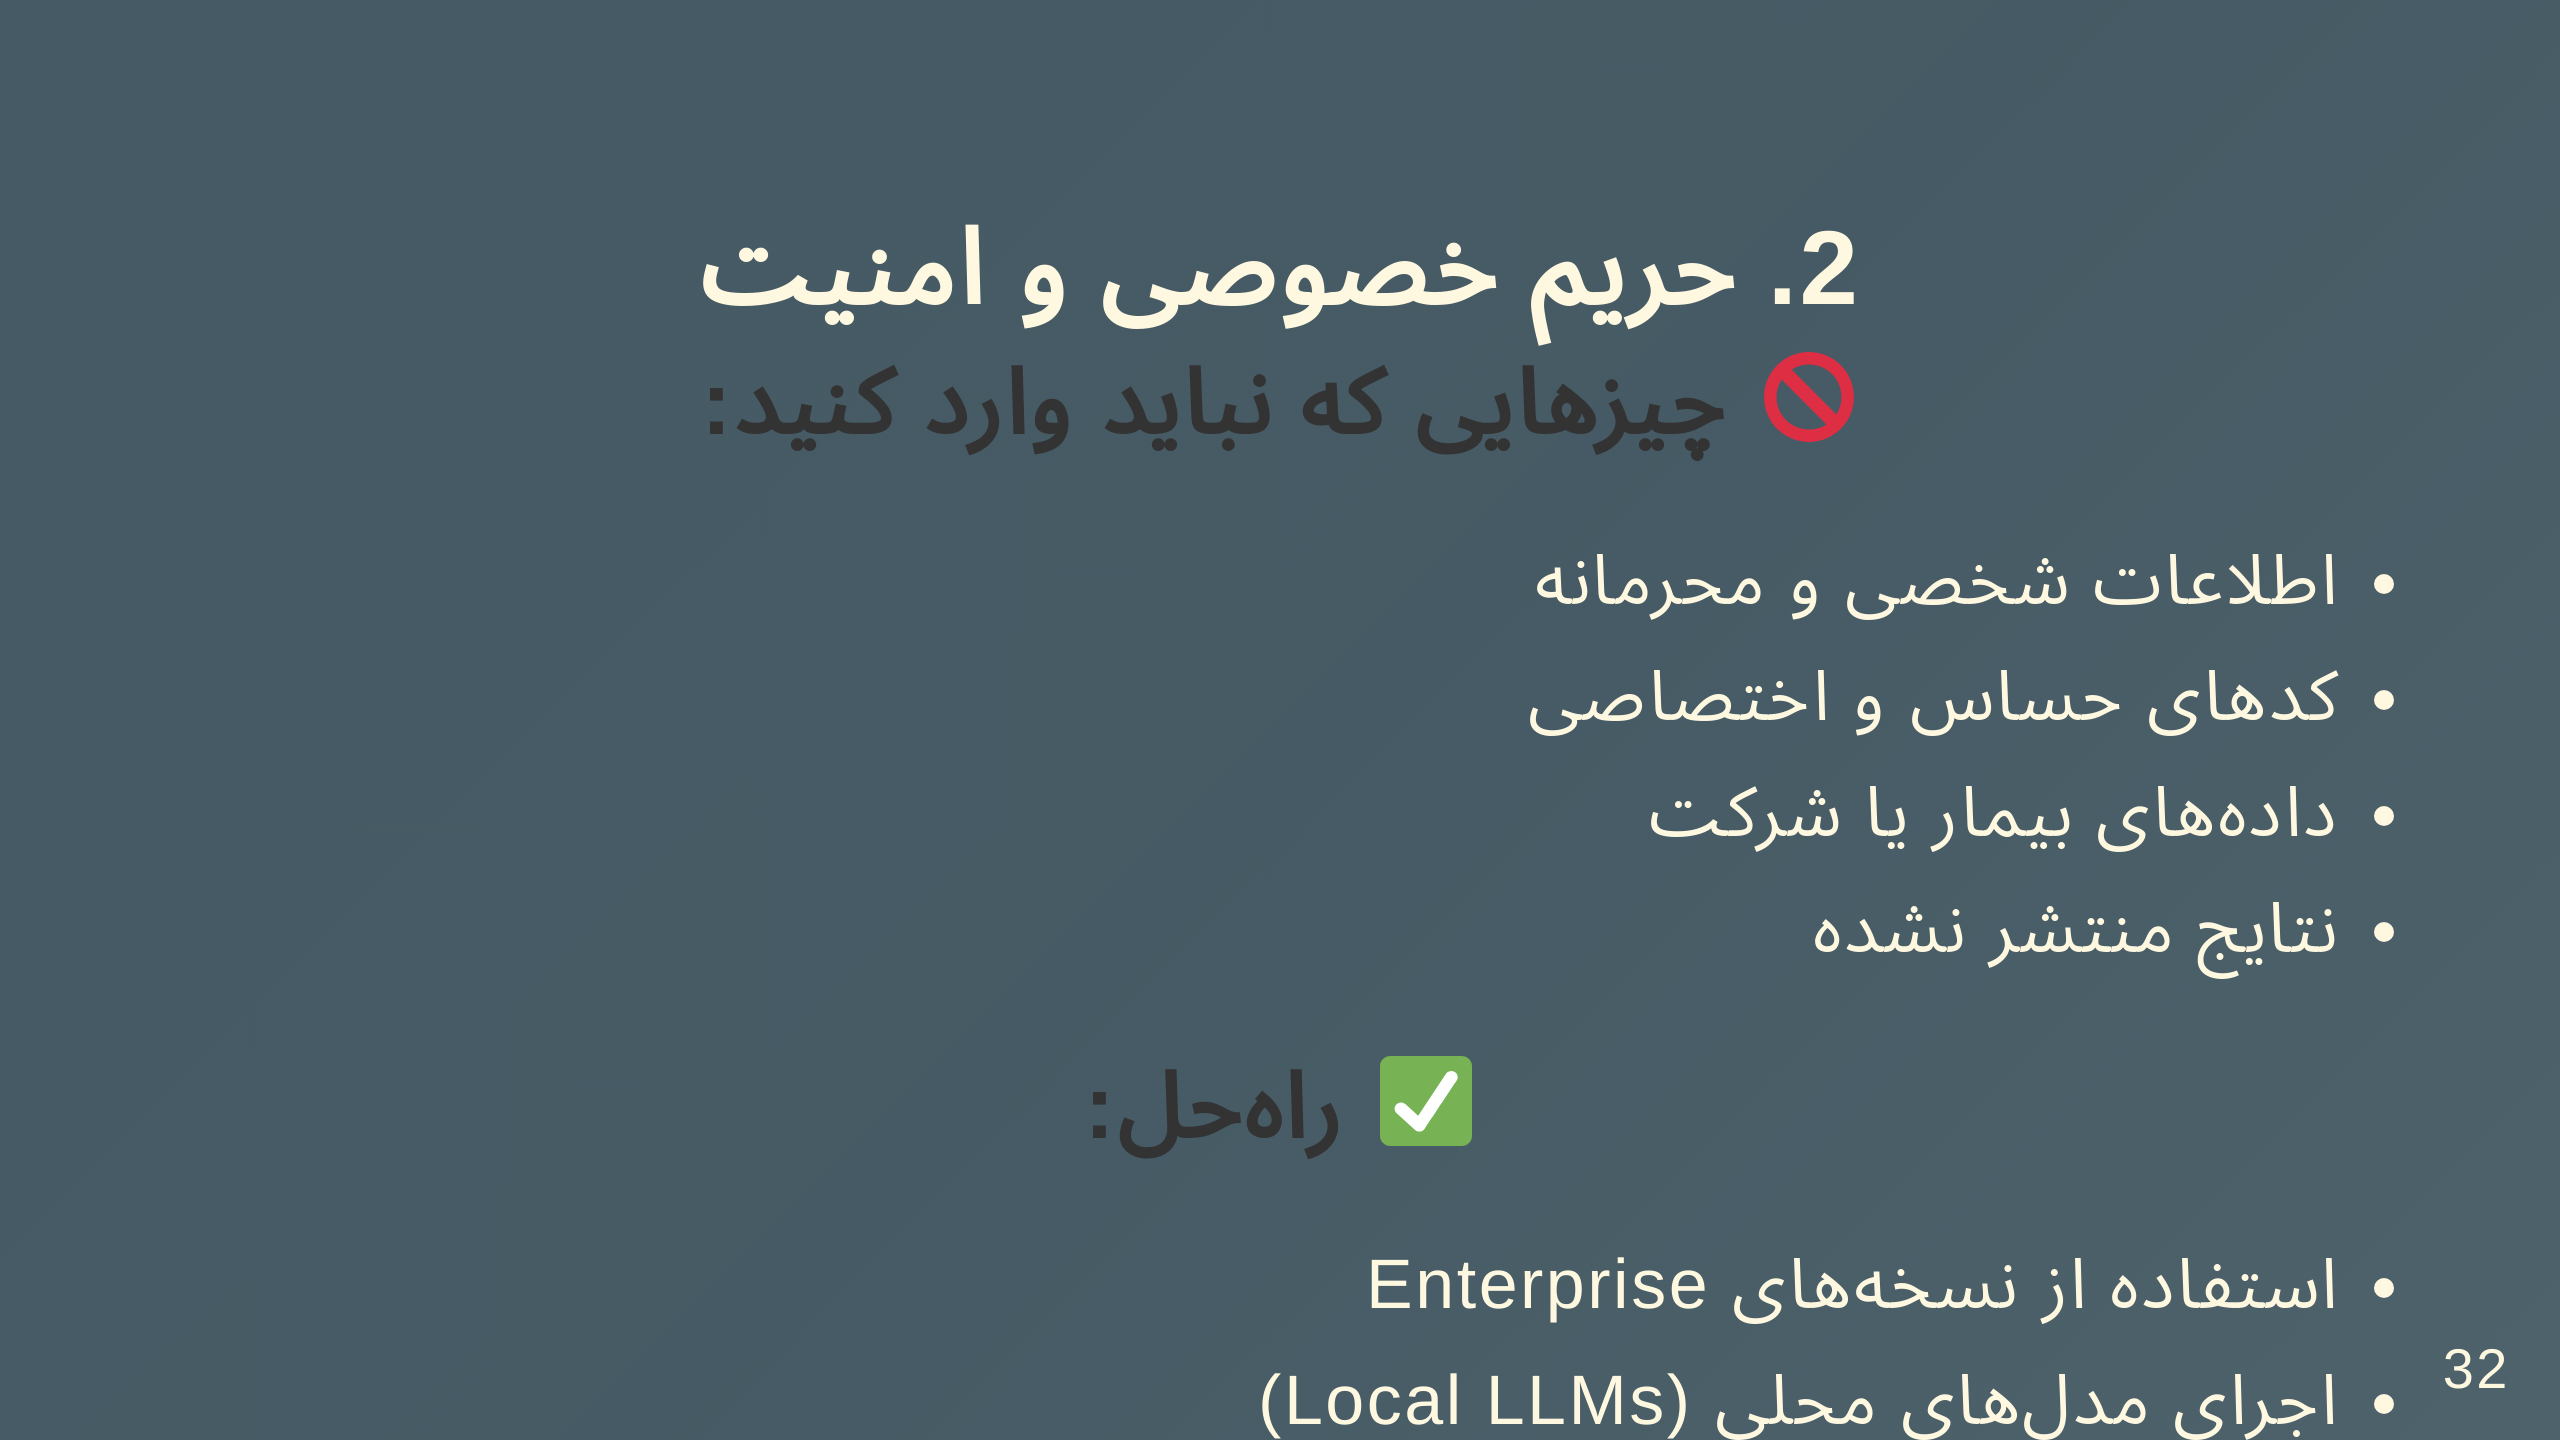 2. حریم خصوصی و امنیت
🚫 چیزهایی که نباید وارد کنید:
• اطلاعات شخصی و محرمانه
• کدهای حساس و اختصاصی
• داده‌های بیمار یا شرکت
• نتایج منتشر نشده
✅ راه‌حل:
• استفاده از نسخه‌های Enterprise
• اجرای مدل‌های محلی (Local LLMs)
32